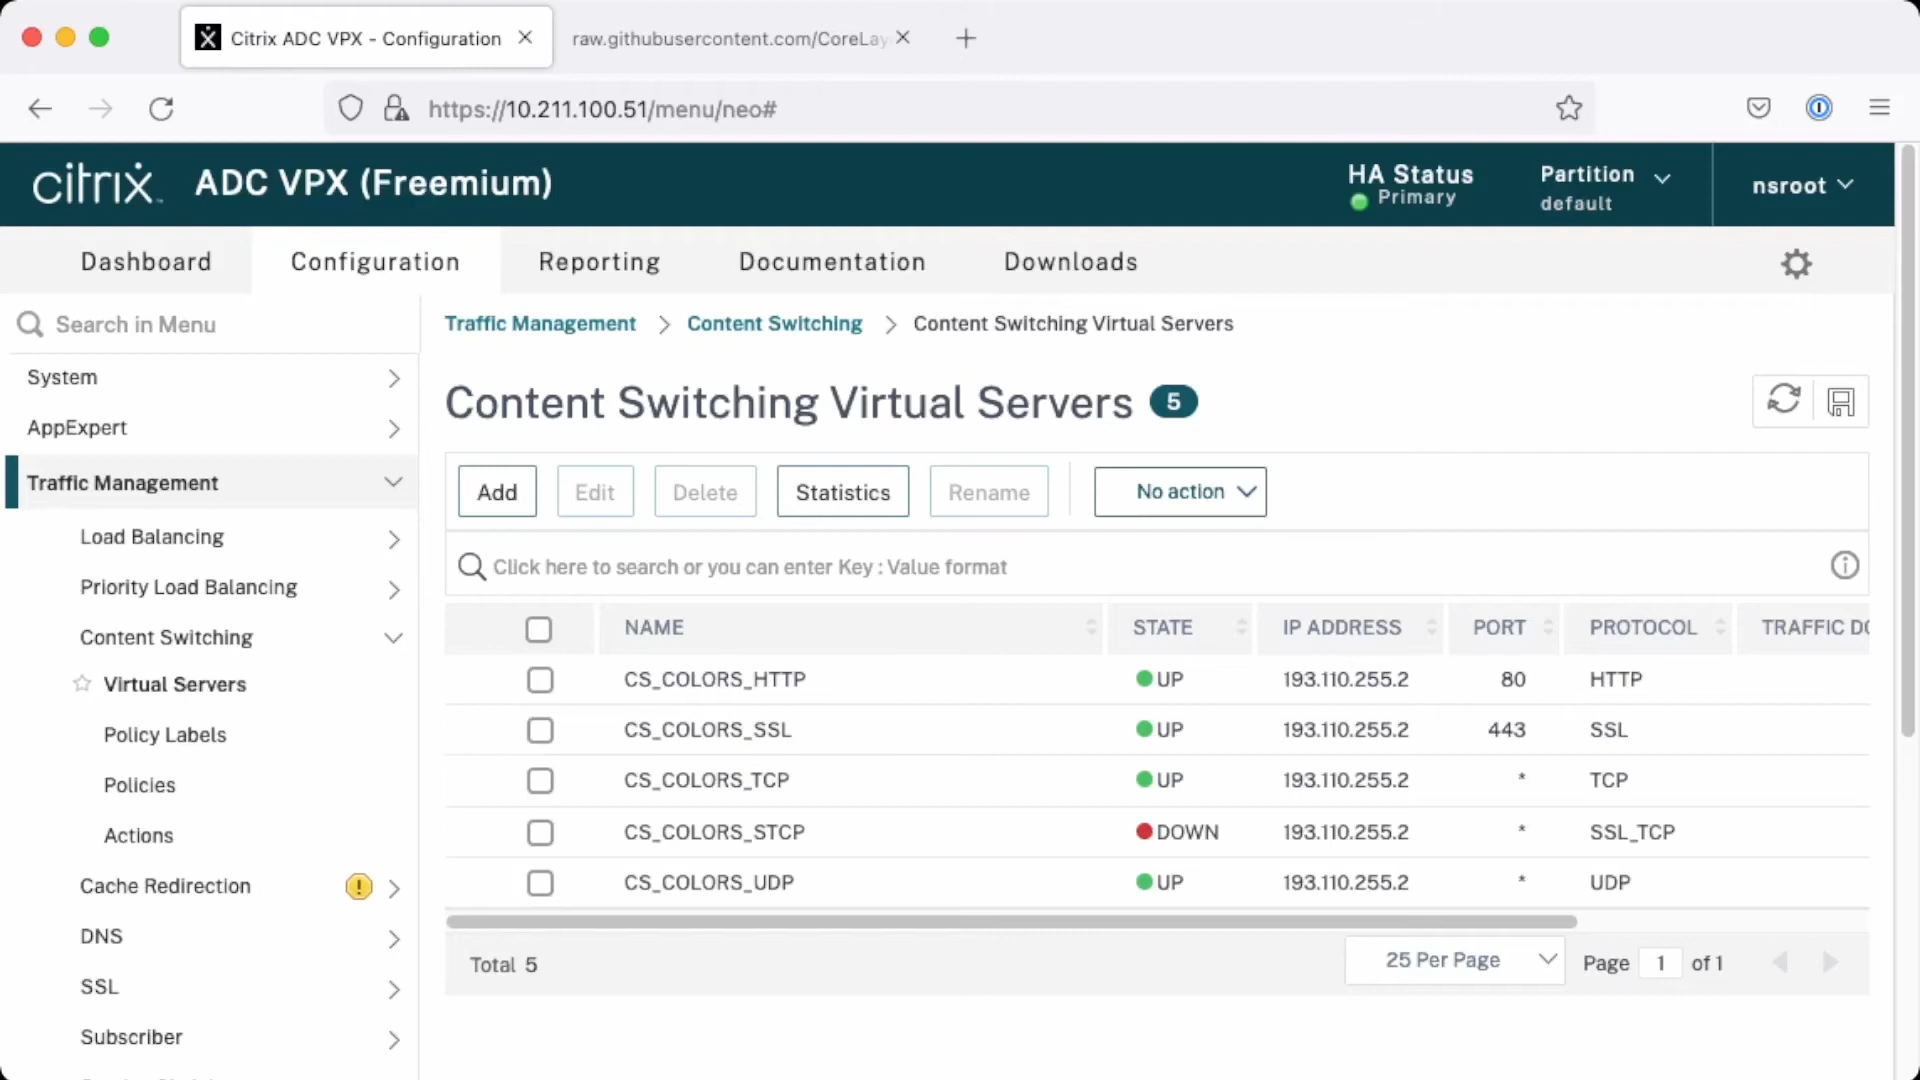 Citrix ADC VPX - Configuration
raw.githubusercontent.com/CoreLay
https://10.211.100.51/menu/neo#
citrix ADC VPX (Freemium)
HA Status
Primary
Partition
default
nsroot
Dashboard
Configuration
Reporting
Documentation
Downloads
Search in Menu
System
AppExpert
Traffic Management
Load Balancing
Priority Load Balancing
Content Switching
Virtual Servers
Policy Labels
Policies
Actions
Cache Redirection
DNS
SSL
Subscriber
Traffic Management > Content Switching > Content Switching Virtual Servers
Content Switching Virtual Servers 5
Add Edit Delete Statistics Rename No action
Click here to search or you can enter Key : Value format
NAME STATE IP ADDRESS PORT PROTOCOL TRAFFIC DO
CS_COLORS_HTTP UP 193.110.255.2 80 HTTP
CS_COLORS_SSL UP 193.110.255.2 443 SSL
CS_COLORS_TCP UP 193.110.255.2 * TCP
CS_COLORS_STCP DOWN 193.110.255.2 * SSL_TCP
CS_COLORS_UDP UP 193.110.255.2 * UDP
Total 5
25 Per Page
Page 1 of 1